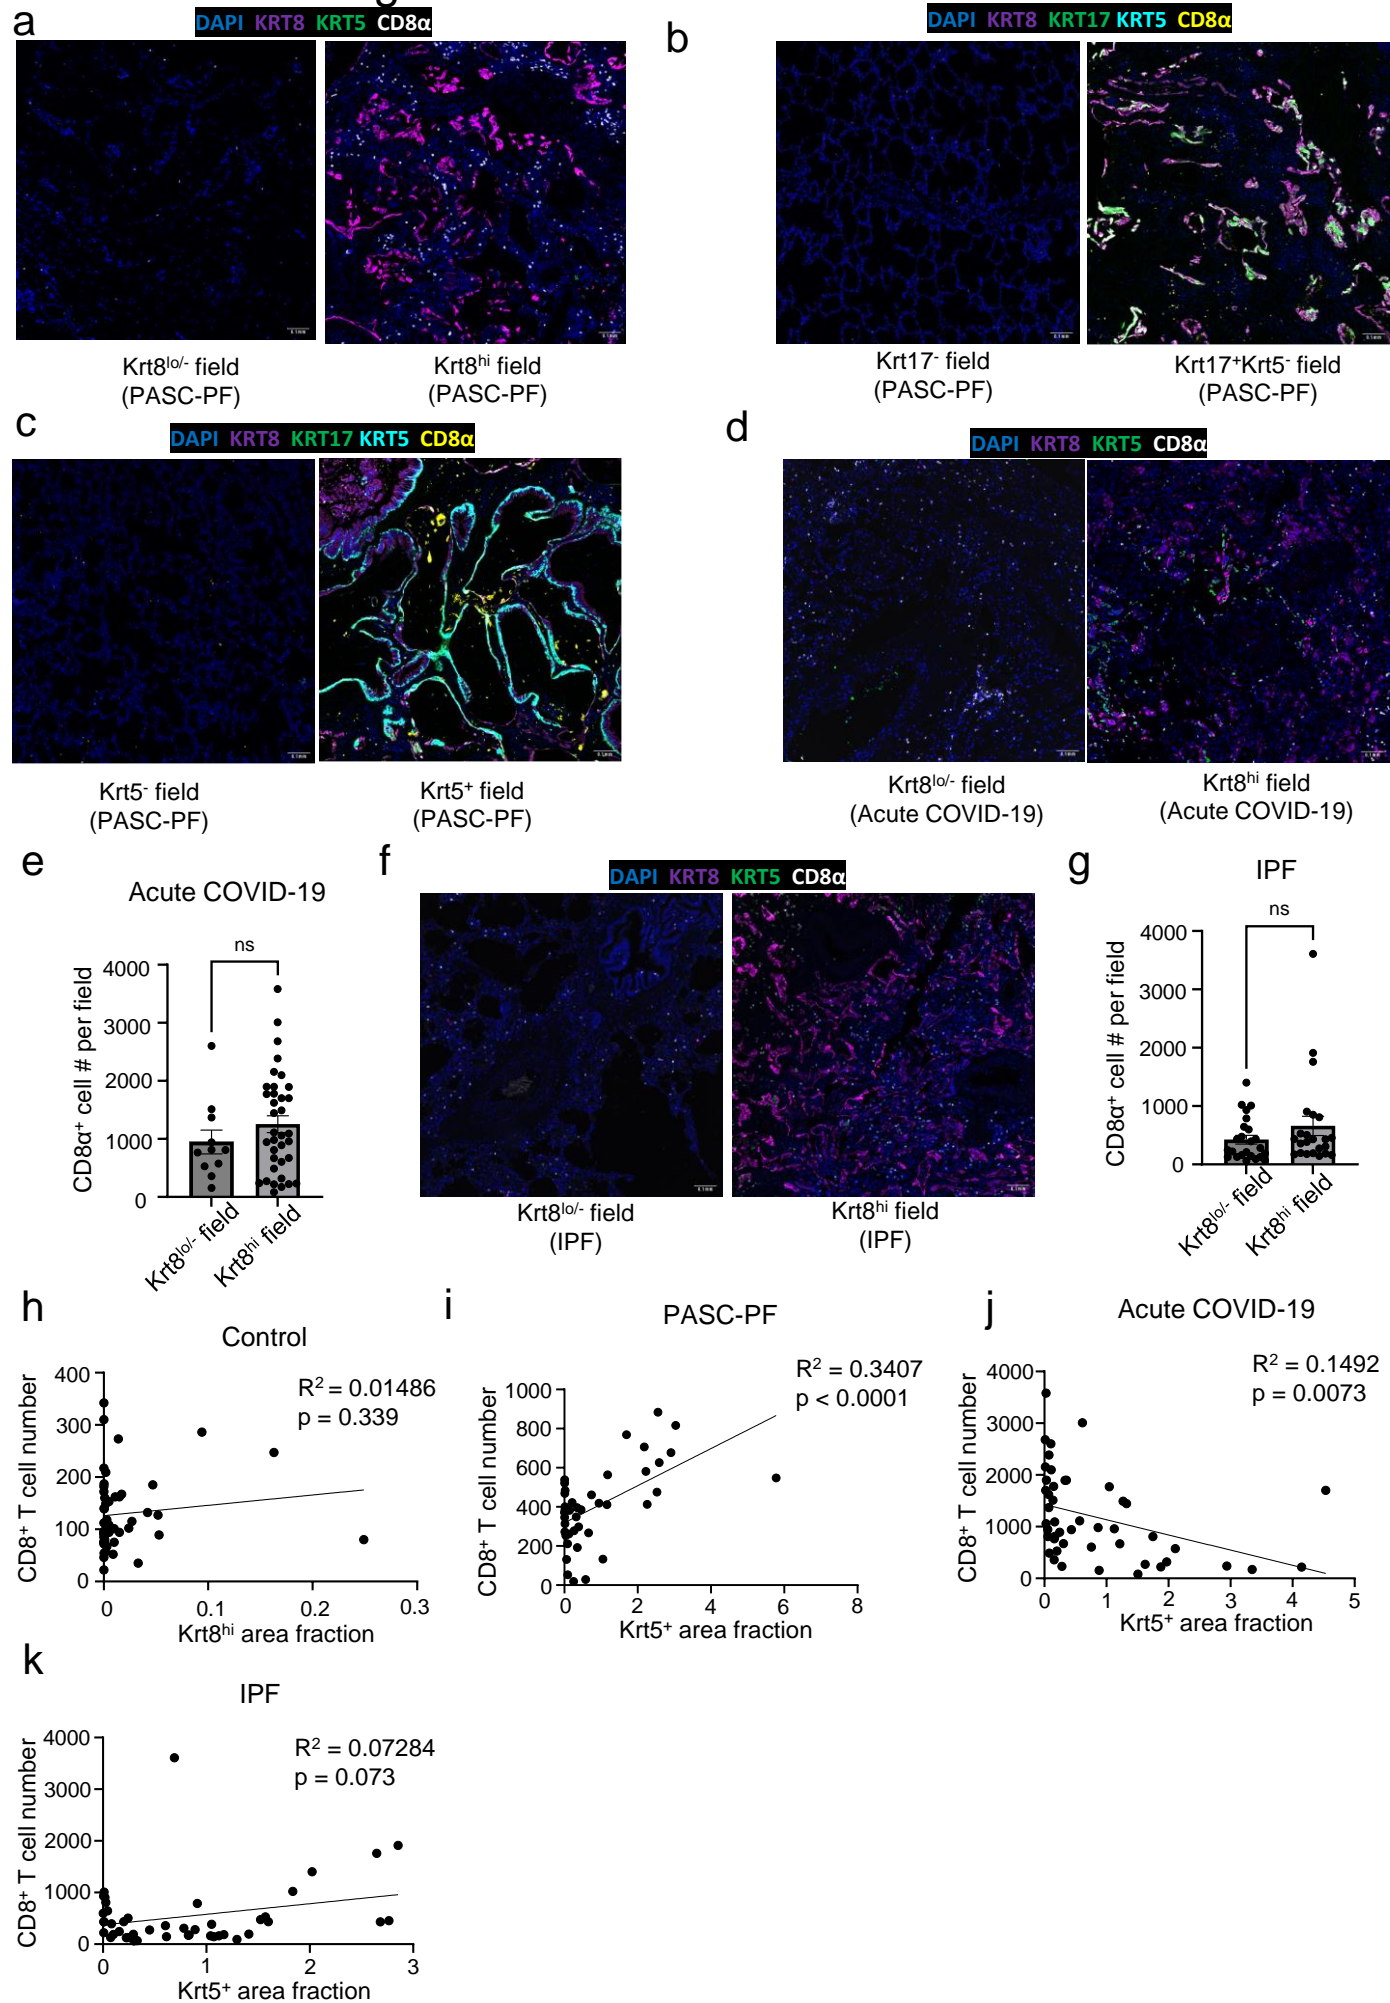 a
DAPI KRT8 KRT5 CD8α
Krt8lo/- field
(PASC-PF)
Krt8hi field
(PASC-PF)
b
DAPI KRT8 KRT17 KRT5 CD8α
Krt17- field
(PASC-PF)
Krt17+Krt5- field
(PASC-PF)
c
DAPI KRT8 KRT17 KRT5 CD8α
Krt5- field
(PASC-PF)
Krt5+ field
(PASC-PF)
d
DAPI KRT8 KRT5 CD8α
Krt8lo/- field
(Acute COVID-19)
Krt8hi field
(Acute COVID-19)
e
Acute COVID-19
ns
CD8α+ cell # per field
4000
3000
2000
1000
0
Krt8lo/- field
Krt8hi field
f
DAPI KRT8 KRT5 CD8α
Krt8lo/- field
(IPF)
Krt8hi field
(IPF)
g
IPF
ns
CD8α+ cell # per field
4000
3000
2000
1000
0
Krt8lo/- field
Krt8hi field
h
Control
R2 = 0.01486
p = 0.339
CD8+ T cell number
400
300
200
100
0
0 0.1 0.2 0.3
Krt8hi area fraction
i
PASC-PF
R2 = 0.3407
p < 0.0001
CD8+ T cell number
1000
800
600
400
200
0
0 2 4 6 8
Krt5+ area fraction
j
Acute COVID-19
R2 = 0.1492
p = 0.0073
CD8+ T cell number
4000
3000
2000
1000
0
0 1 2 3 4 5
Krt5+ area fraction
k
IPF
R2 = 0.07284
p = 0.073
CD8+ T cell number
4000
3000
2000
1000
0
0 1 2 3
Krt5+ area fraction